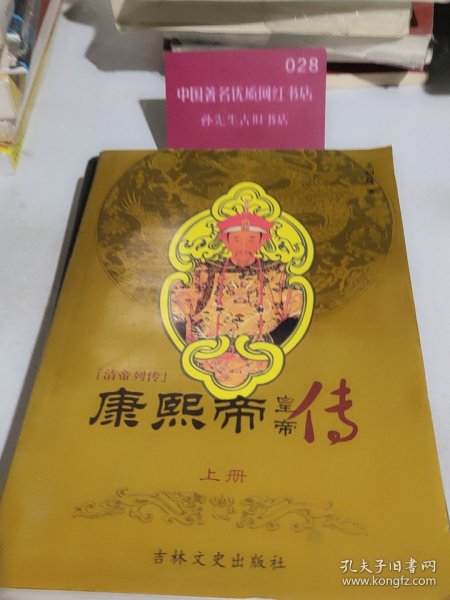 028
中国著名优质网红书店
孙先生古旧书店
「清帝列传」
康熙帝
皇帝
传
上册
吉林文史出版社
孔夫子旧书网
www.kongfz.com